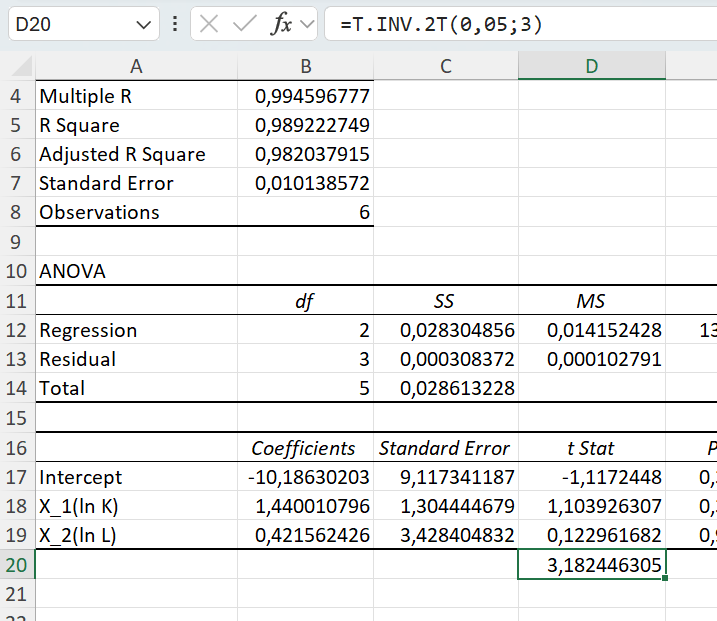 D20 fx =T.INV.2T(0,05;3)
A B C D
4 Multiple R 0,994596777
5 R Square 0,989222749
6 Adjusted R Square 0,982037915
7 Standard Error 0,010138572
8 Observations 6
9
10 ANOVA
11 df SS MS
12 Regression 2 0,028304856 0,014152428 13
13 Residual 3 0,000308372 0,000102791
14 Total 5 0,028613228
15
16 Coefficients Standard Error t Stat P
17 Intercept -10,18630203 9,117341187 -1,1172448 0,
18 X_1(ln K) 1,440010796 1,304444679 1,103926307 0,
19 X_2(ln L) 0,421562426 3,428404832 0,122961682 0,
20 3,182446305
21